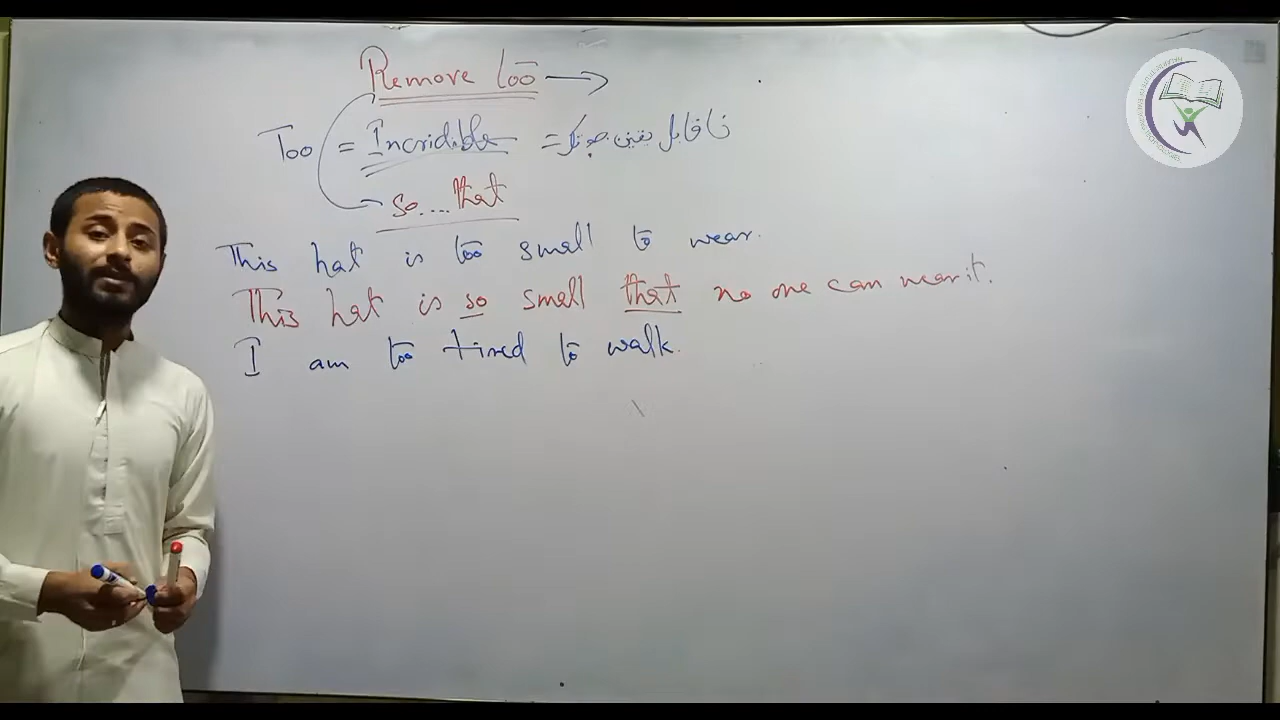 Remove too →
Too = Incridible = ناقابل یقین حد تک
so....that
This hat is too small to wear.
This hat is so small that no one can wear it.
I am too tired to walk.